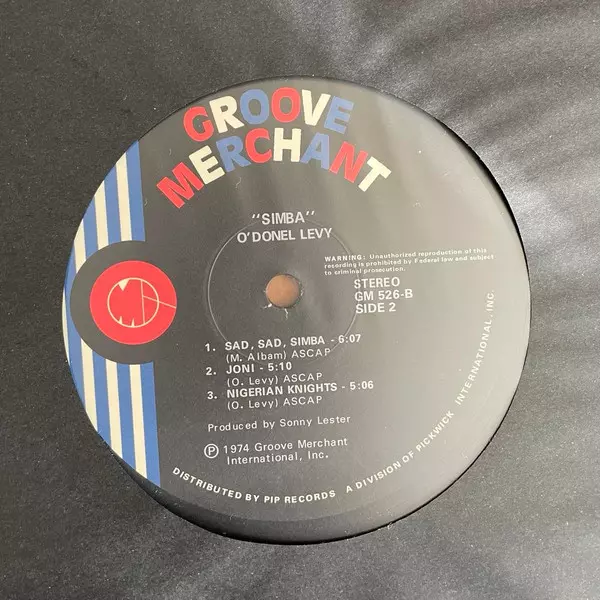 GROOVE
MERCHANT
"SIMBA"
O'DONEL LEVY
WARNING: Unauthorized reproduction of this
recording is prohibited by Federal law and subject
to criminal prosecution.
STEREO
GM 526-B
SIDE 2
1. SAD, SAD, SIMBA - 6:07
(M. Albam) ASCAP
2. JONI - 5:10
(O. Levy) ASCAP
3. NIGERIAN KNIGHTS - 5:06
(O. Levy) ASCAP
Produced by Sonny Lester
Ⓟ 1974 Groove Merchant
International, Inc.
DISTRIBUTED BY PIP RECORDS A DIVISION OF PICKWICK INTERNATIONAL, INC.